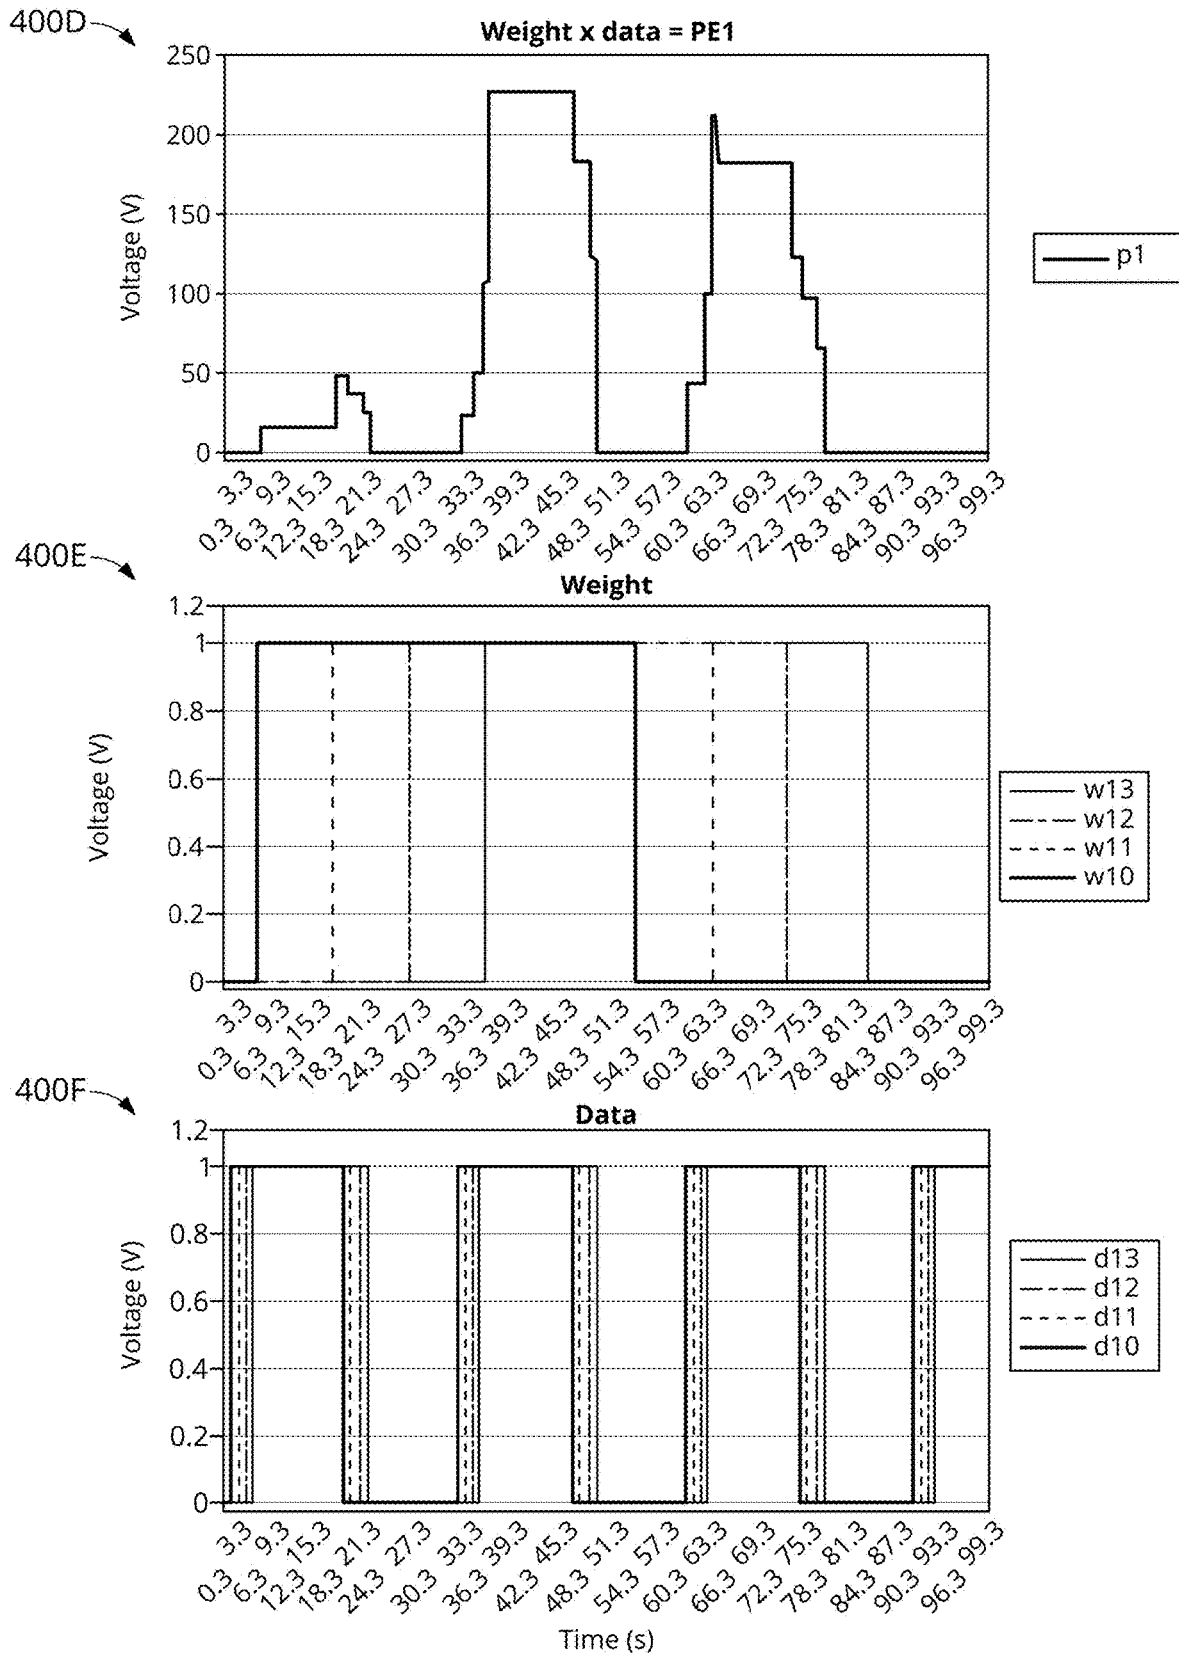 400D
Weight x data = PE1
250
200
150
100
50
0
Voltage (V)
p1
3.3 9.3 15.3 21.3 27.3 33.3 39.3 45.3 51.3 57.3 63.3 69.3 75.3 81.3 87.3 93.3 99.3
0.3 6.3 12.3 18.3 24.3 30.3 36.3 42.3 48.3 54.3 60.3 66.3 72.3 78.3 84.3 90.3 96.3
400E
Weight
1.2
1
0.8
0.6
0.4
0.2
0
Voltage (V)
w13
w12
w11
w10
3.3 9.3 15.3 21.3 27.3 33.3 39.3 45.3 51.3 57.3 63.3 69.3 75.3 81.3 87.3 93.3 99.3
0.3 6.3 12.3 18.3 24.3 30.3 36.3 42.3 48.3 54.3 60.3 66.3 72.3 78.3 84.3 90.3 96.3
400F
Data
1.2
1
0.8
0.6
0.4
0.2
0
Voltage (V)
d13
d12
d11
d10
3.3 9.3 15.3 21.3 27.3 33.3 39.3 45.3 51.3 57.3 63.3 69.3 75.3 81.3 87.3 93.3 99.3
0.3 6.3 12.3 18.3 24.3 30.3 36.3 42.3 48.3 54.3 60.3 66.3 72.3 78.3 84.3 90.3 96.3
Time (s)